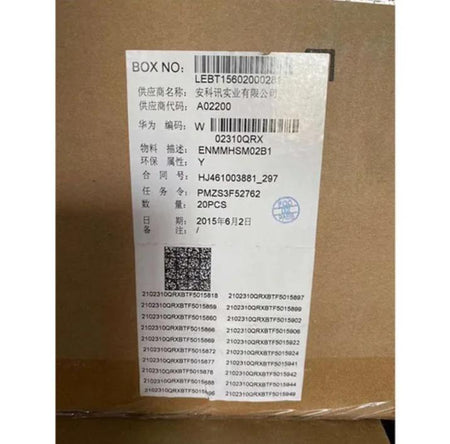 BOX NO:
LEBT1560200028
供应商名称: 安科讯实业有限公司
供应商代码: A02200
华为 编码: W
02310QRX
物料 描述: ENMMHSM02B1
环保 属性: Y
合 同 号: HJ461003881_297
任 务 令: PMZS3F52762
数 量: 20PCS
日 期: 2015年6月2日
备 注: /
2102310QRXBTF5015818 2102310QRXBTF5015897
2102310QRXBTF5015859 2102310QRXBTF5015899
2102310QRXBTF5015860 2102310QRXBTF5015902
2102310QRXBTF5015866 2102310QRXBTF5015906
2102310QRXBTF5015869 2102310QRXBTF5015922
2102310QRXBTF5015872 2102310QRXBTF5015924
2102310QRXBTF5015877 2102310QRXBTF5015941
2102310QRXBTF5015878 2102310QRXBTF5015942
2102310QRXBTF5015888 2102310QRXBTF5015944
2102310QRXBTF5015949